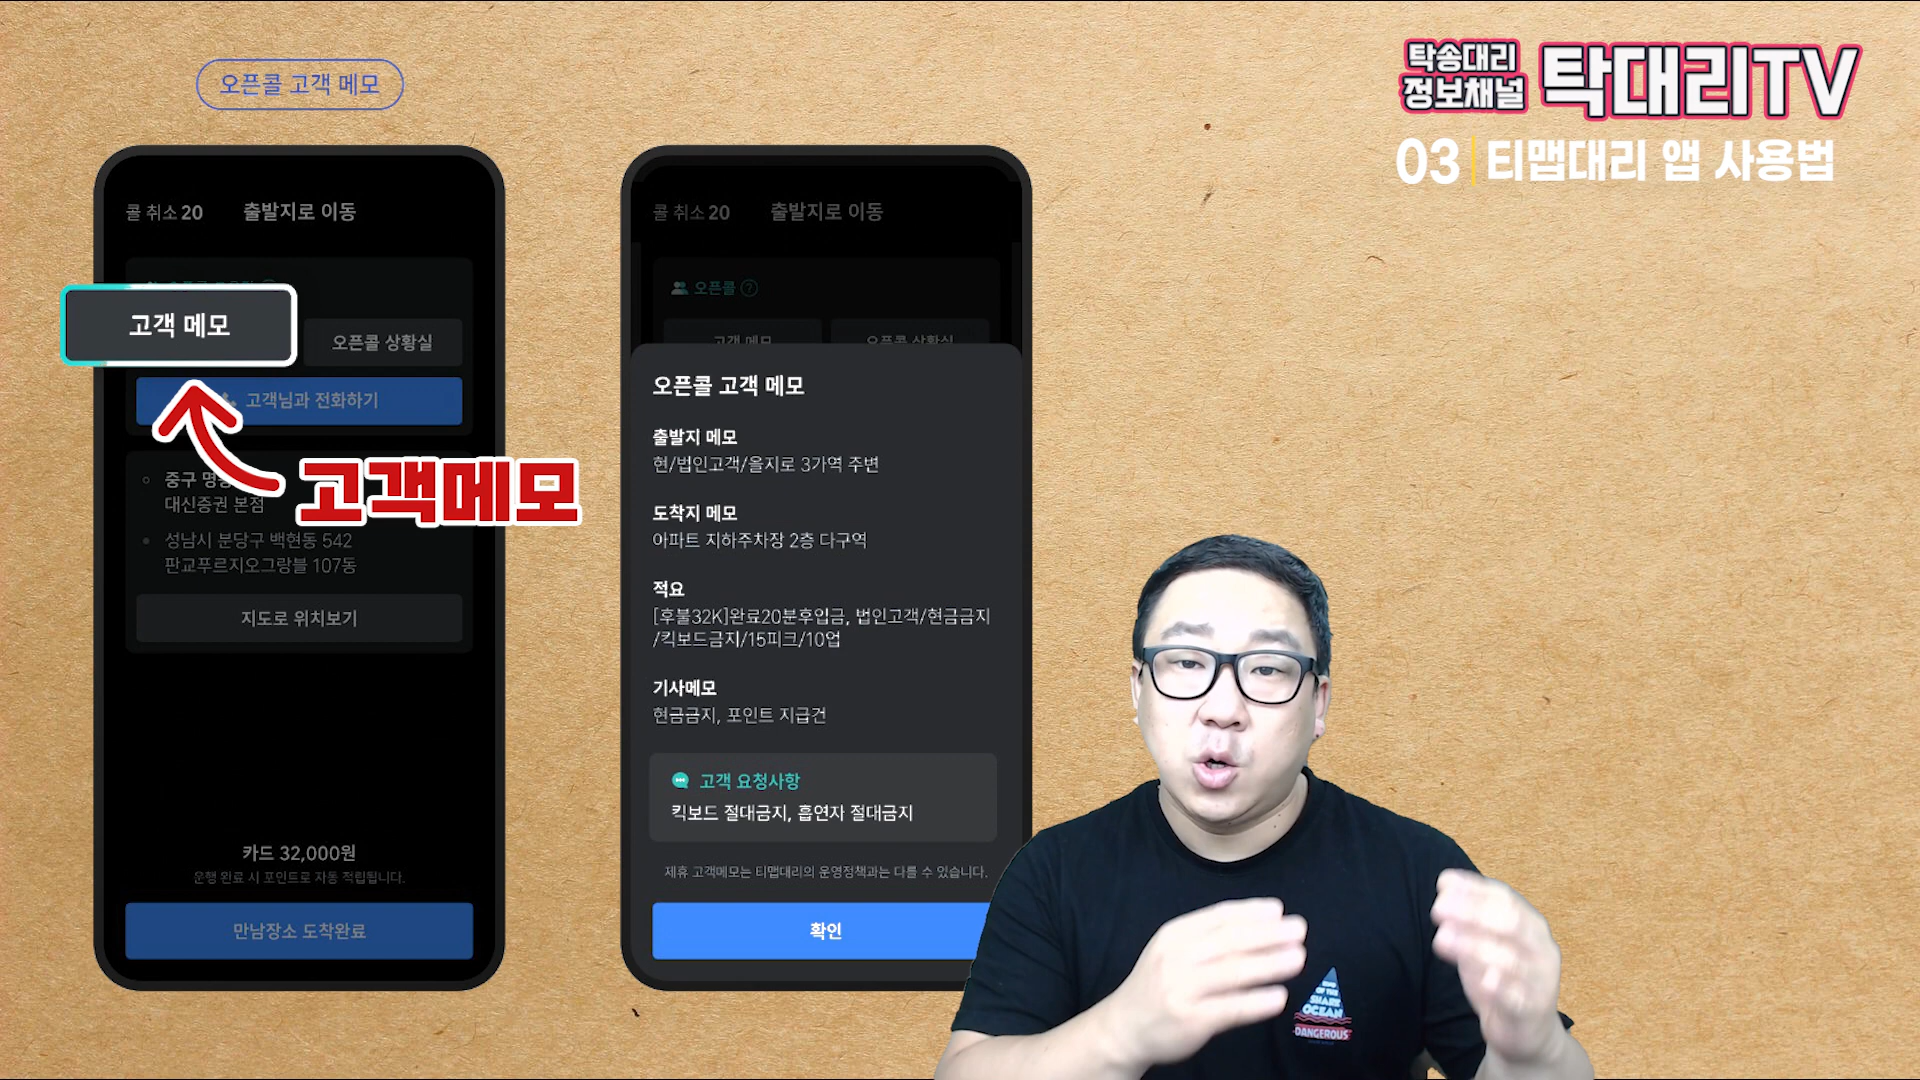 오픈콜 고객 메모
탁송대리
정보채널
탁대리TV
03 티맵대리 앱 사용법
콜 취소 20 출발지로 이동
고객 메모
오픈콜 상황실
고객님과 전화하기
고객메모
중구 명
대신증권 본점
성남시 분당구 백현동 542
판교푸르지오그랑블 107동
지도로 위치보기
카드 32,000원
운행 완료 시 포인트로 자동 적립됩니다.
만남장소 도착완료
콜 취소 20 출발지로 이동
오픈콜 ?
고객 메모 오픈콜 상황실
오픈콜 고객 메모
출발지 메모
현/법인고객/을지로 3가역 주변
도착지 메모
아파트 지하주차장 2층 다구역
적요
[후불32K]완료20분후입금, 법인고객/현금금지
/킥보드금지/15피크/10업
기사메모
현금금지, 포인트 지급건
고객 요청사항
킥보드 절대금지, 흡연자 절대금지
제휴 고객메모는 티맵대리의 운영정책과는 다를 수 있습니다.
확인
SHARK
OCEAN
DANGEROUS